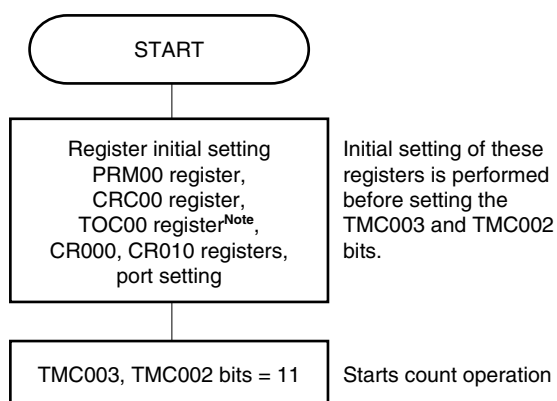 START
Register initial setting
PRM00 register,
CRC00 register,
TOC00 registerNote,
CR000, CR010 registers,
port setting
Initial setting of these
registers is performed
before setting the
TMC003 and TMC002
bits.
TMC003, TMC002 bits = 11
Starts count operation